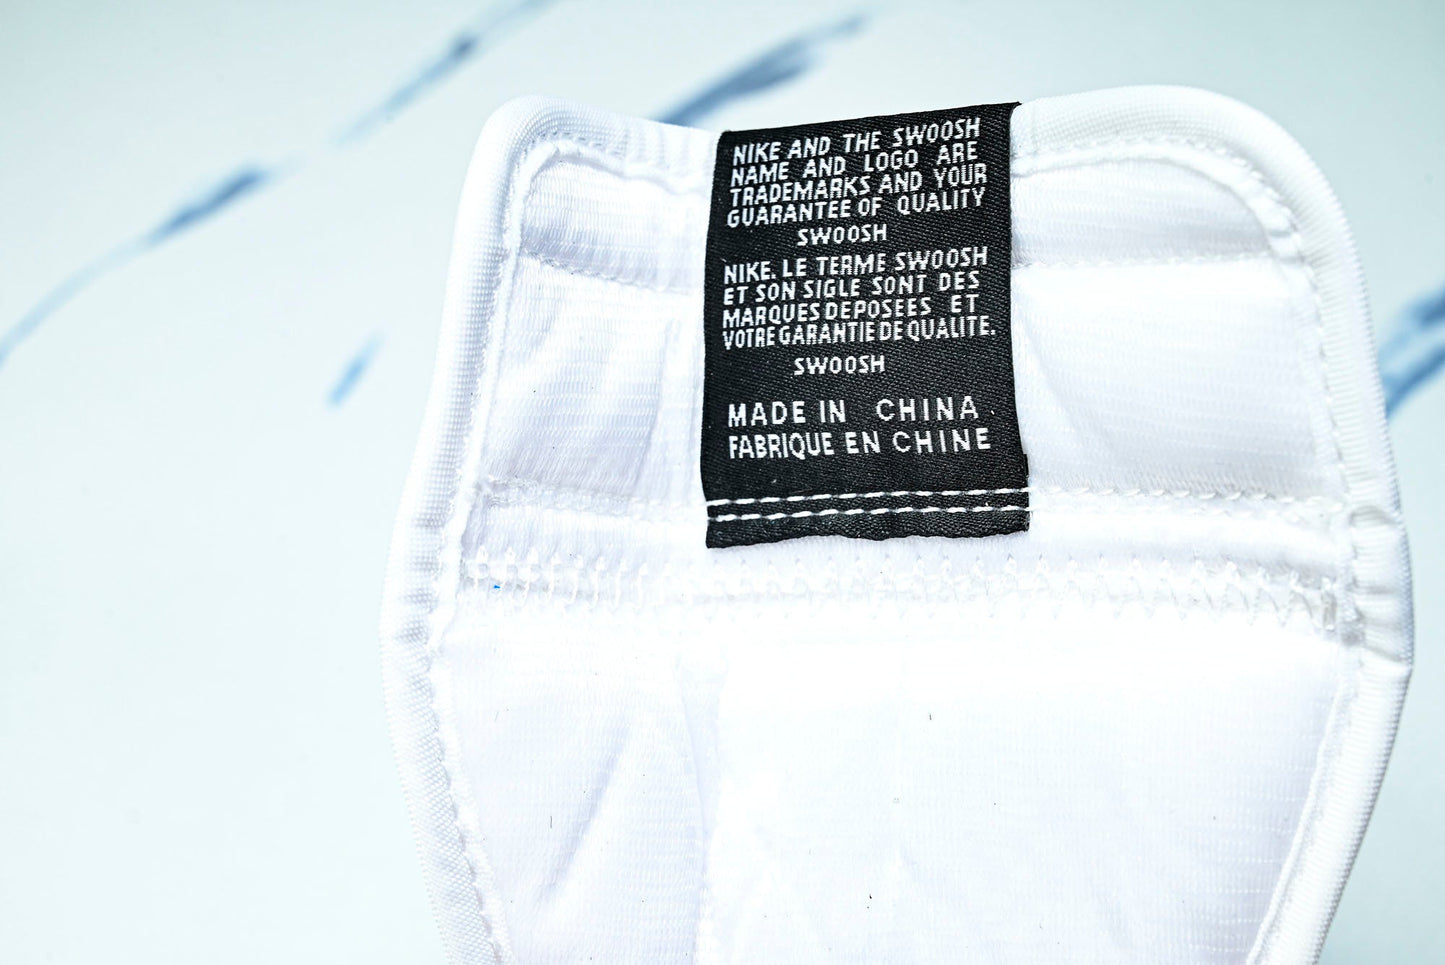 NIKE AND THE SWOOSH
NAME AND LOGO ARE
TRADEMARKS AND YOUR
GUARANTEE OF QUALITY
SWOOSH
NIKE. LE TERME SWOOSH
ET SON SIGLE SONT DES
MARQUES DEPOSEES ET
VOTRE GARANTIE DE QUALITE.
SWOOSH
MADE IN CHINA
FABRIQUE EN CHINE